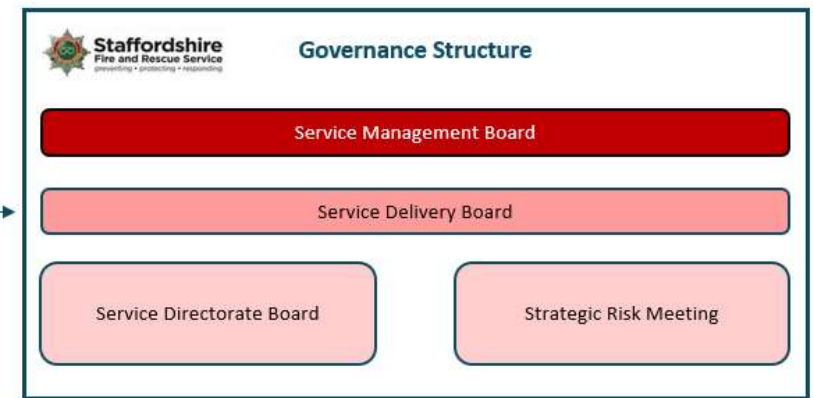 Staffordshire
Fire and Rescue Service
preventing • protecting • responding
Governance Structure
Service Management Board
Service Delivery Board
Service Directorate Board
Strategic Risk Meeting